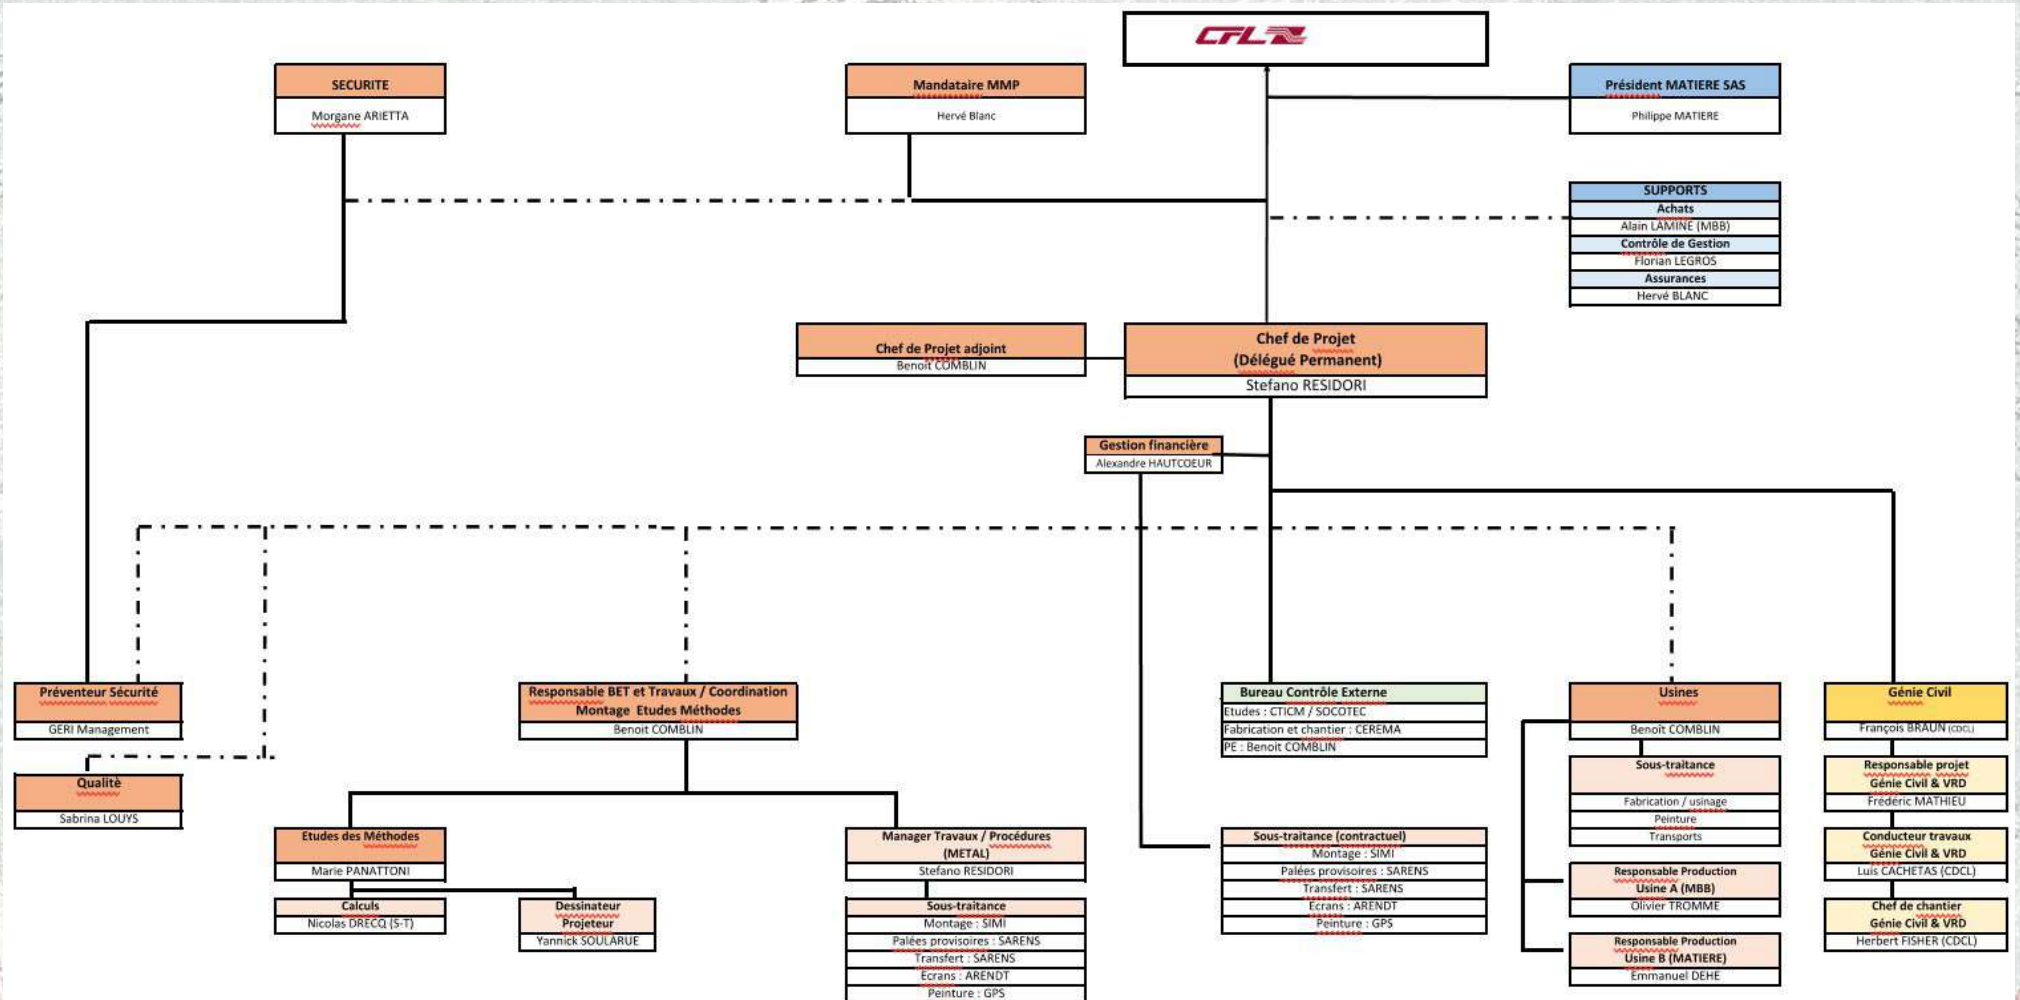 CFL
SECURITE
Morgane ARIETTA
Mandataire MMP
Hervé Blanc
Président MATIERE SAS
Philippe MATIERE
SUPPORTS
Achats
Alain LAMINE (MBB)
Contrôle de Gestion
Florian LEGROS
Assurances
Hervé BLANC
Chef de Projet adjoint
Benoit COMBLIN
Chef de Projet
(Délégué Permanent)
Stefano RESIDORI
Gestion financière
Alexandre HAUTCOEUR
Préventeur Sécurité
GERI Management
Qualitè
Sabrina LOUYS
Responsable BET et Travaux / Coordination
Montage Etudes Méthodes
Benoit COMBLIN
Etudes des Méthodes
Marie PANATTONI
Calculs
Nicolas DRECQ (S-T)
Dessinateur
Projeteur
Yannick SOULARUE
Manager Travaux / Procédures
(METAL)
Stefano RESIDORI
Sous-traitance
Montage : SIMI
Palées provisoires : SARENS
Transfert : SARENS
Ecrans : ARENDT
Peinture : GPS
Bureau Contrôle Externe
Etudes : CTICM / SOCOTEC
Fabrication et chantier : CEREMA
PE : Benoit COMBLIN
Sous-traitance (contractuel)
Montage : SIMI
Palées provisoires : SARENS
Transfert : SARENS
Ecrans : ARENDT
Peinture : GPS
Usines
Benoît COMBLIN
Sous-traitance
Fabrication / usinage
Peinture
Transports
Responsable Production
Usine A (MBB)
Olivier TROMME
Responsable Production
Usine B (MATIERE)
Emmanuel DEHE
Génie Civil
François BRAUN (CDCL)
Responsable projet
Génie Civil & VRD
Frédéric MATHIEU
Conducteur travaux
Génie Civil & VRD
Luis CACHETAS (CDCL)
Chef de chantier
Génie Civil & VRD
Herbert FISHER (CDCL)